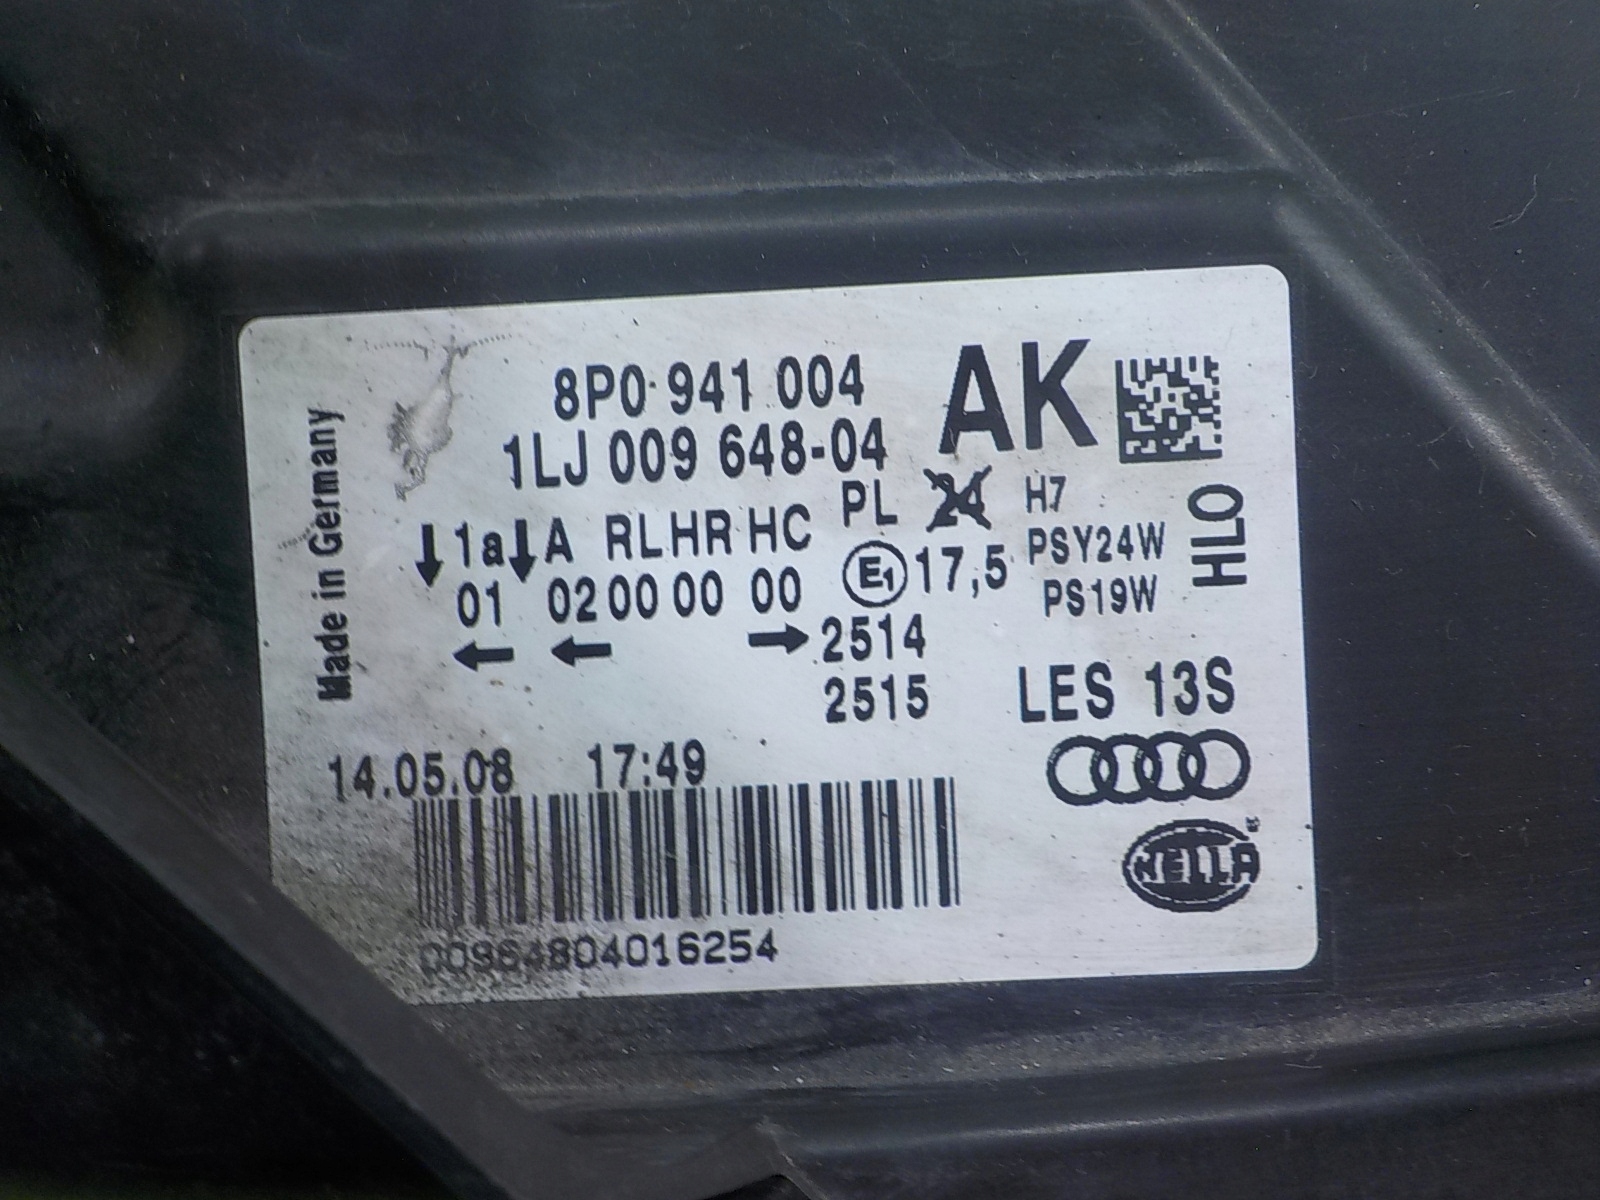 Made in Germany
8P0 941 004 AK
1LJ 009 648-04
1a A RL HR HC PL 24 H7
01 02 00 00 00 E1 17,5 PSY24W
PS19W
HLO
2514
2515
LES 13S
14.05.08 17:49
HELLA
00964804016254